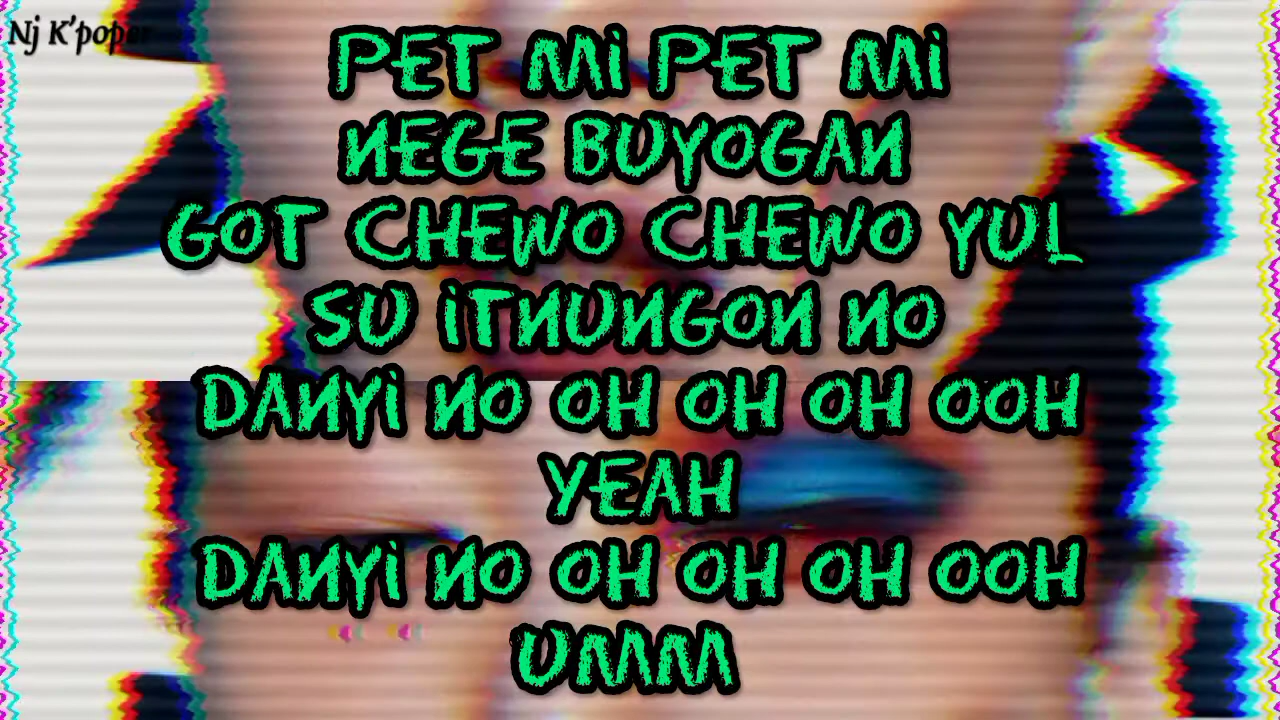 Nj K'poper
PET Mi PET Mi
NEGE BUYOGAN
GOT CHEWO CHEWO YUL
SU iTNUNGON NO
DANYi NO OH OH OH OOH
YEAH
DANYi NO OH OH OH OOH
UMM